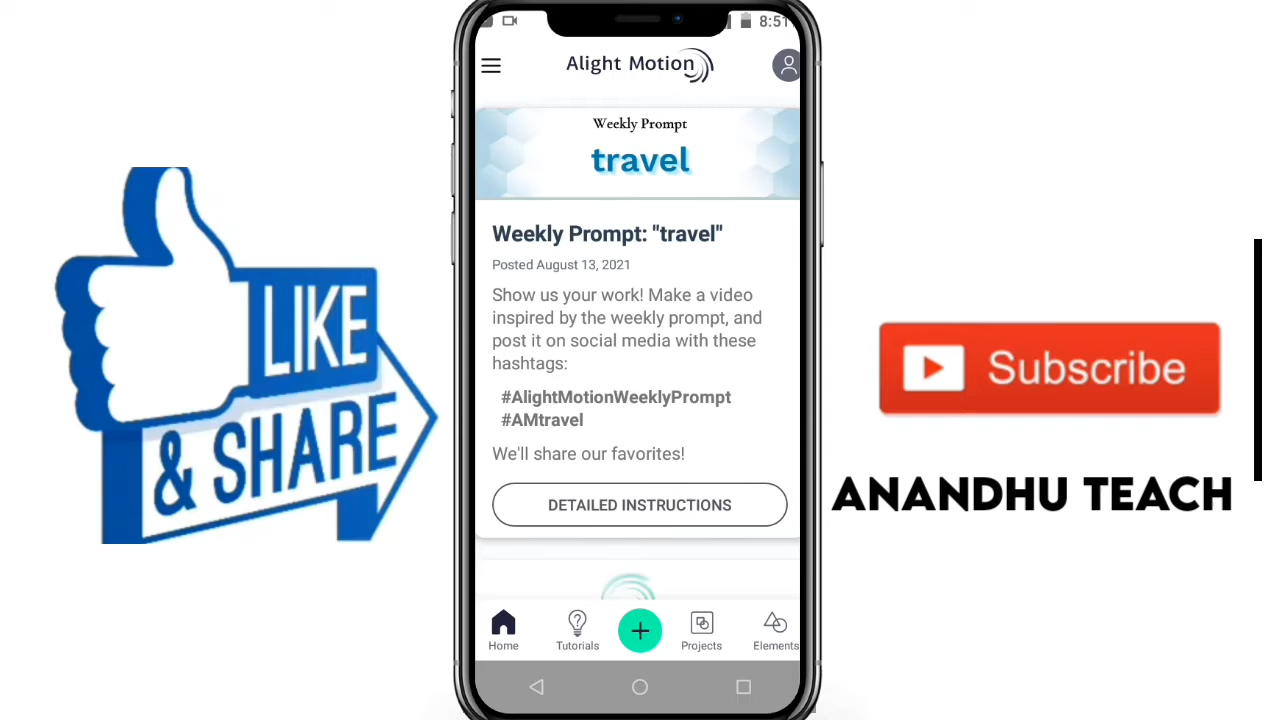 8:51
Alight Motion
Weekly Prompt
travel
Weekly Prompt: "travel"
Posted August 13, 2021
Show us your work! Make a video
inspired by the weekly prompt, and
post it on social media with these
hashtags:
#AlightMotionWeeklyPrompt
#AMtravel
We'll share our favorites!
DETAILED INSTRUCTIONS
Home
Tutorials
Projects
Elements
LIKE
& SHARE
Subscribe
ANANDHU TEACH